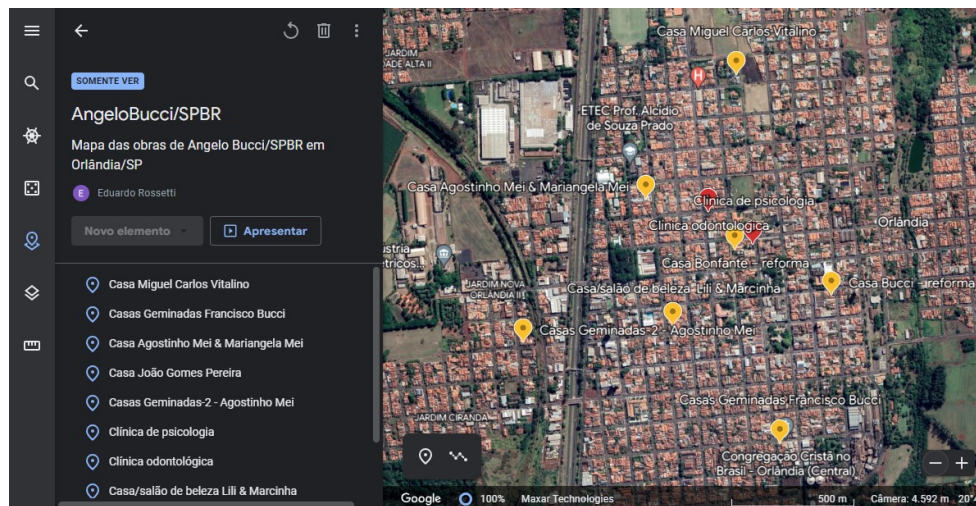 SOMENTE VER
AngeloBucci/SPBR
Mapa das obras de Angelo Bucci/SPBR em
Orlândia/SP
E
Eduardo Rossetti
Novo elemento
Apresentar
Casa Miguel Carlos Vitalino
Casas Geminadas Francisco Bucci
Casa Agostinho Mei & Mariangela Mei
Casa João Gomes Pereira
Casas Geminadas-2 - Agostinho Mei
Clínica de psicologia
Clínica odontológica
Casa/salão de beleza Lili & Marcinha
Casa Miguel Carlos Vitalino
JARDIM
DADE ALTA II
H
ETEC Prof. Alcídio
de Souza Prado
Casa Agostinho Mei & Mariangela Mei
Clínica de psicologia
Clínica odontológica
Orlândia
ústria
etricos...
Casa Bonfante - reforma
JARDIM NOVA
ORLÂNDIA II
Casa/salão de beleza Lili & Marcinha
Casa Bucci - reforma
Casas Geminadas-2 - Agostinho Mei
Casas Geminadas Francisco Bucci
JARDIM CIRANDA
Congregação Cristã no
Brasil - Orlândia (Central)
Google
100%
Maxar Technologies
500 m
Câmera: 4.592 m